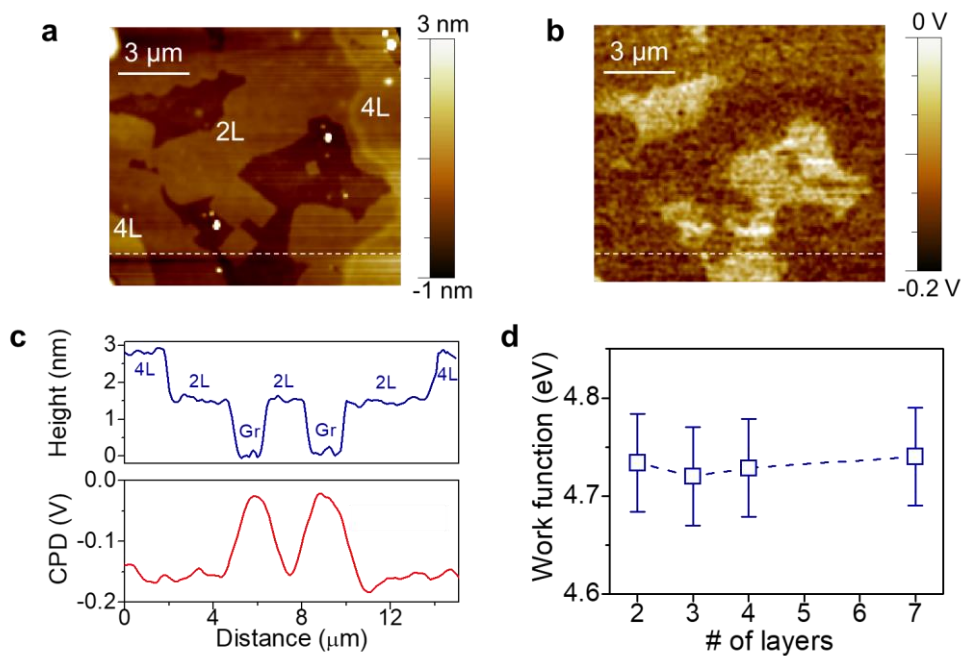 a
3 μm
2L
4L
4L
3 nm
-1 nm
b
3 μm
0 V
-0.2 V
c
Height (nm)
3
2
1
0
4L
2L
2L
2L
4L
Gr
Gr
CPD (V)
0.0
-0.1
-0.2
0
4
8
12
Distance (μm)
d
Work function (eV)
4.8
4.7
4.6
2
3
4
5
6
7
# of layers